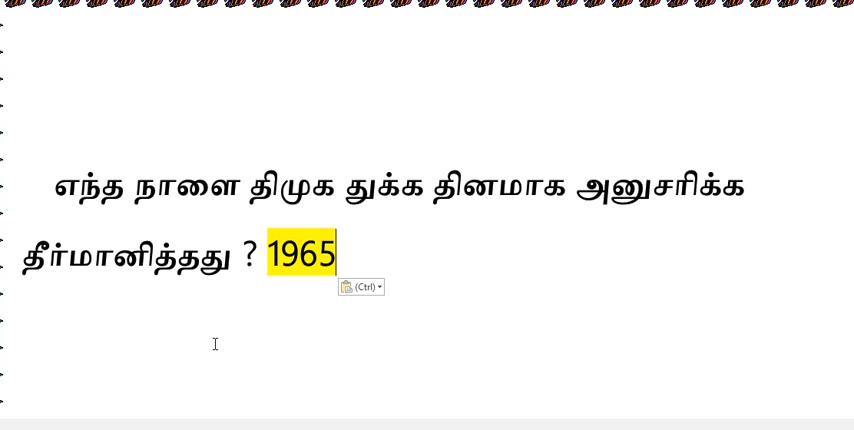 எந்த நாளை திமுக துக்க தினமாக அனுசரிக்க
தீர்மானித்தது ? 1965
(Ctrl)